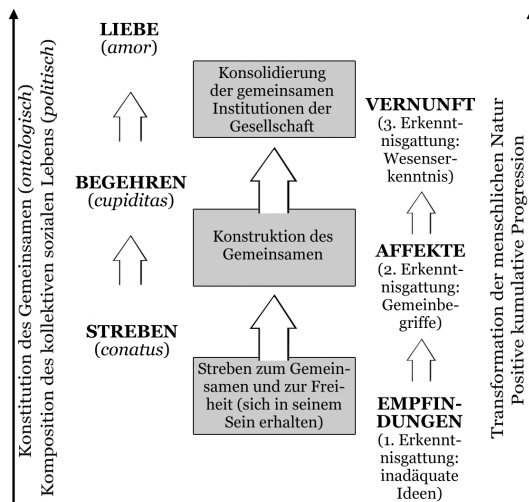 Konstitution des Gemeinsamen (ontologisch)
Komposition des kollektiven sozialen Lebens (politisch)
LIEBE
(amor)
BEGEHREN
(cupiditas)
STREBEN
(conatus)
Konsolidierung
der gemeinsamen
Institutionen der
Gesellschaft
Konstruktion des
Gemeinsamen
Streben zum Gemein-
samen und zur Frei-
heit (sich in seinem
Sein erhalten)
VERNUNFT
(3. Erkennt-
nisgattung:
Wesenser-
kenntnis)
AFFEKTE
(2. Erkennt-
nisgattung:
Gemeinbe-
griffe)
EMPFIN-
DUNGEN
(1. Erkennt-
nisgattung:
inadäquate
Ideen)
Transformation der menschlichen Natur
Positive kumulative Progression